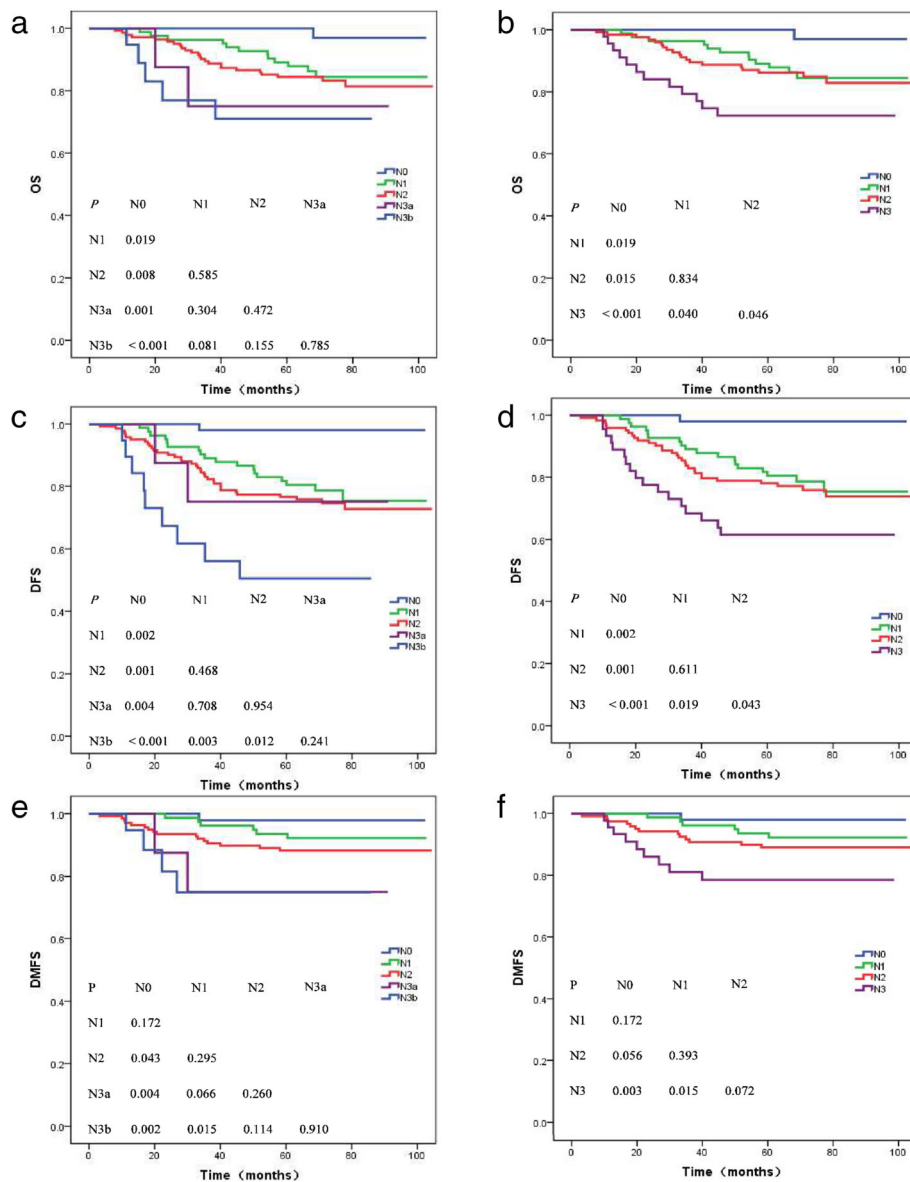 a
1.0
0.8
0.6
0.4
0.2
0.0
OS
N0
N1
N2
N3a
N3b
P N0 N1 N2 N3a
N1 0.019
N2 0.008 0.585
N3a 0.001 0.304 0.472
N3b < 0.001 0.081 0.155 0.785
0 20 40 60 80 100
Time (months)
b
1.0
0.8
0.6
0.4
0.2
0.0
OS
N0
N1
N2
N3
P N0 N1 N2
N1 0.019
N2 0.015 0.834
N3 < 0.001 0.040 0.046
0 20 40 60 80 100
Time (months)
c
1.0
0.8
0.6
0.4
0.2
0.0
DFS
N0
N1
N2
N3a
N3b
P N0 N1 N2 N3a
N1 0.002
N2 0.001 0.468
N3a 0.004 0.708 0.954
N3b < 0.001 0.003 0.012 0.241
0 20 40 60 80 100
Time (months)
d
1.0
0.8
0.6
0.4
0.2
0.0
DFS
N0
N1
N2
N3
P N0 N1 N2
N1 0.002
N2 0.001 0.611
N3 < 0.001 0.019 0.043
0 20 40 60 80 100
Time (months)
e
1.0
0.8
0.6
0.4
0.2
0.0
DMFS
N0
N1
N2
N3a
N3b
P N0 N1 N2 N3a
N1 0.172
N2 0.043 0.295
N3a 0.004 0.066 0.260
N3b 0.002 0.015 0.114 0.910
0 20 40 60 80 100
Time (months)
f
1.0
0.8
0.6
0.4
0.2
0.0
DMFS
N0
N1
N2
N3
P N0 N1 N2
N1 0.172
N2 0.056 0.393
N3 0.003 0.015 0.072
0 20 40 60 80 100
Time (months)